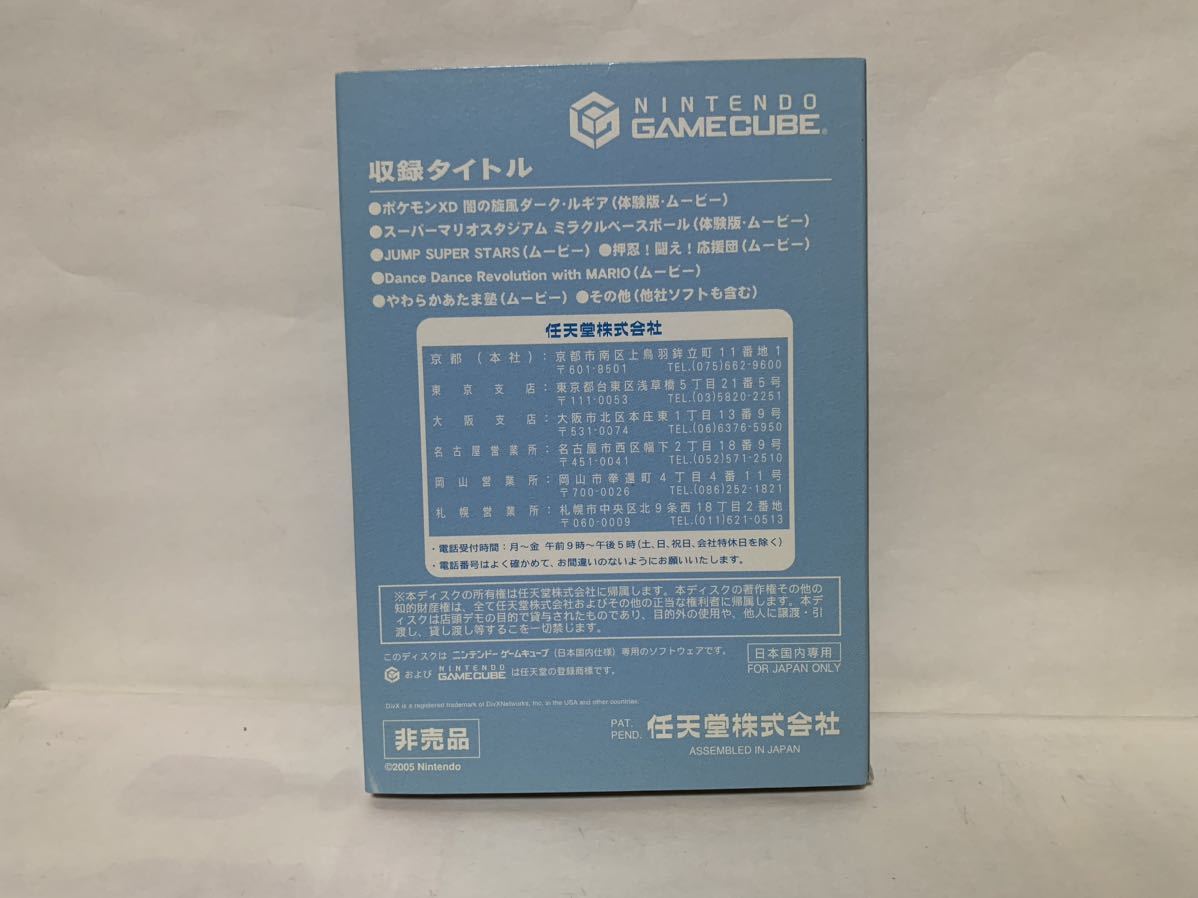 NINTENDO
GAMECUBE®
収録タイトル
●ポケモンXD 闇の旋風ダーク・ルギア(体験版・ムービー)
●スーパーマリオスタジアム ミラクルベースボール(体験版・ムービー)
●JUMP SUPER STARS(ムービー) ●押忍!闘え!応援団(ムービー)
●Dance Dance Revolution with MARIO(ムービー)
●やわらかあたま塾(ムービー) ●その他(他社ソフトも含む)
任天堂株式会社
京都(本社):京都市南区上鳥羽鉾立町11番地1
〒601-8501 TEL.(075)662-9600
東京支店:東京都台東区浅草橋5丁目21番5号
〒111-0053 TEL.(03)5820-2251
大阪支店:大阪市北区本庄東1丁目13番9号
〒531-0074 TEL.(06)6376-5950
名古屋営業所:名古屋市西区幅下2丁目18番9号
〒451-0041 TEL.(052)571-2510
岡山営業所:岡山市奉還町4丁目4番11号
〒700-0026 TEL.(086)252-1821
札幌営業所:札幌市中央区北9条西18丁目2番地
〒060-0009 TEL.(011)621-0513
・電話受付時間:月〜金 午前9時〜午後5時(土、日、祝日、会社特休日を除く)
・電話番号はよく確かめて、お間違いのないようにお願いいたします。
※本ディスクの所有権は任天堂株式会社に帰属します。本ディスクの著作権その他の
知的財産権は、全て任天堂株式会社およびその他の正当な権利者に帰属します。本デ
ィスクは店頭デモの目的で貸与されたものであり、目的外の使用や、他人に譲渡・引
渡し、貸し渡し等するこを一切禁じます。
このディスクは ニンテンドーゲームキューブ(日本国内仕様)専用のソフトウェアです。
および NINTENDO GAMECUBE は任天堂の登録商標です。
日本国内専用
FOR JAPAN ONLY
DivX is a registered trademark of DivXNetworks, Inc. in the USA and other countries.
非売品
©2005 Nintendo
PAT. PEND. 任天堂株式会社
ASSEMBLED IN JAPAN